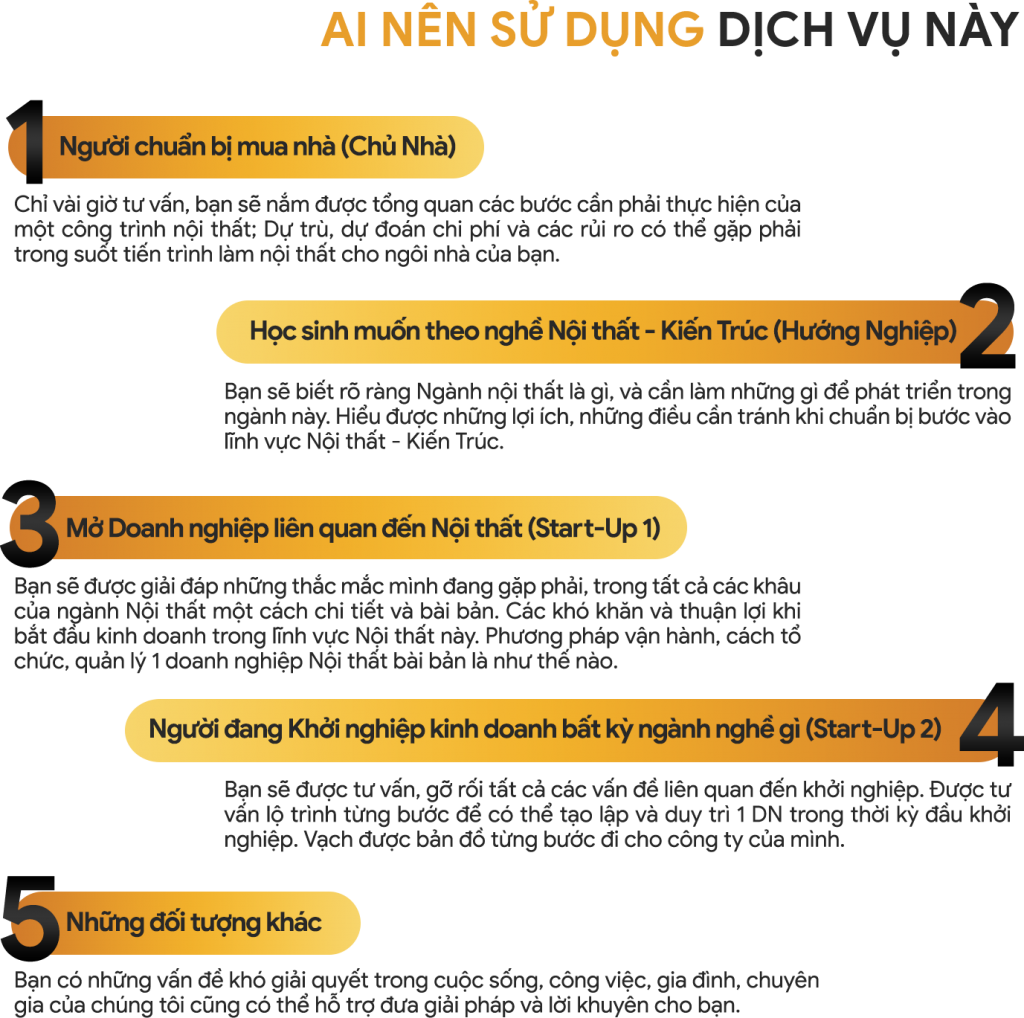 AI NÊN SỬ DỤNG DỊCH VỤ NÀY
1 Người chuẩn bị mua nhà (Chủ Nhà)
Chỉ vài giờ tư vấn, bạn sẽ nắm được tổng quan các bước cần phải thực hiện của
một công trình nội thất; Dự trù, dự đoán chi phí và các rủi ro có thể gặp phải
trong suốt tiến trình làm nội thất cho ngôi nhà của bạn.
Học sinh muốn theo nghề Nội thất - Kiến Trúc (Hướng Nghiệp) 2
Bạn sẽ biết rõ ràng Ngành nội thất là gì, và cần làm những gì để phát triển trong
ngành này. Hiểu được những lợi ích, những điều cần tránh khi chuẩn bị bước vào
lĩnh vực Nội thất - Kiến Trúc.
3 Mở Doanh nghiệp liên quan đến Nội thất (Start-Up 1)
Bạn sẽ được giải đáp những thắc mắc mình đang gặp phải, trong tất cả các khâu
của ngành Nội thất một cách chi tiết và bài bản. Các khó khăn và thuận lợi khi
bắt đầu kinh doanh trong lĩnh vực Nội thất này. Phương pháp vận hành, cách tổ
chức, quản lý 1 doanh nghiệp Nội thất bài bản là như thế nào.
Người đang Khởi nghiệp kinh doanh bất kỳ ngành nghề gì (Start-Up 2) 4
Bạn sẽ được tư vấn, gỡ rối tất cả các vấn đề liên quan đến khởi nghiệp. Được tư
vấn lộ trình từng bước để có thể tạo lập và duy trì 1 DN trong thời kỳ đầu khởi
nghiệp. Vạch được bản đồ từng bước đi cho công ty của mình.
5 Những đối tượng khác
Bạn có những vấn đề khó giải quyết trong cuộc sống, công việc, gia đình, chuyên
gia của chúng tôi cũng có thể hỗ trợ đưa giải pháp và lời khuyên cho bạn.